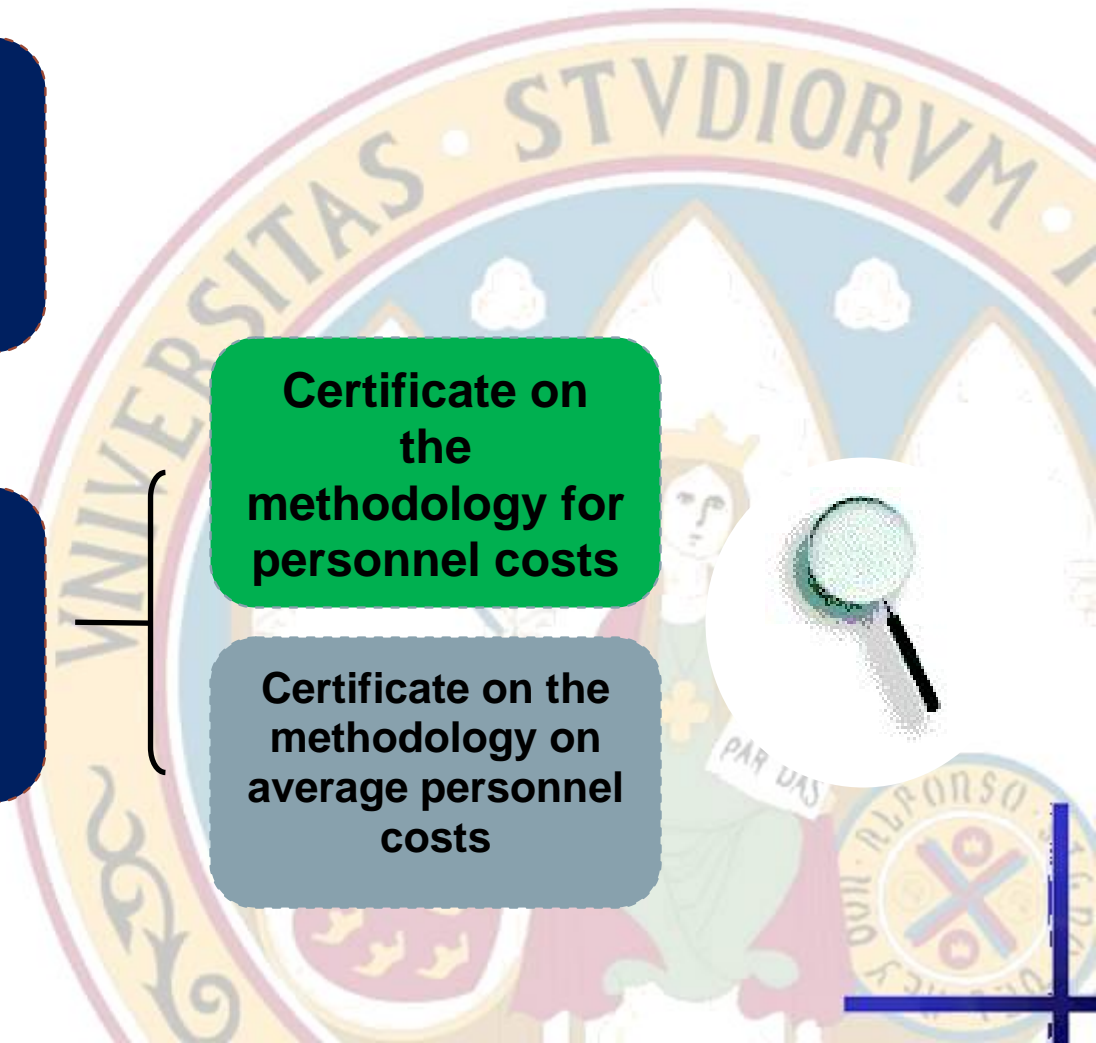 VNIVERSITAS · STVDIORVM ·
Certificate on
the
methodology for
personnel costs
Certificate on the
methodology on
average personnel
costs
PAR DAS